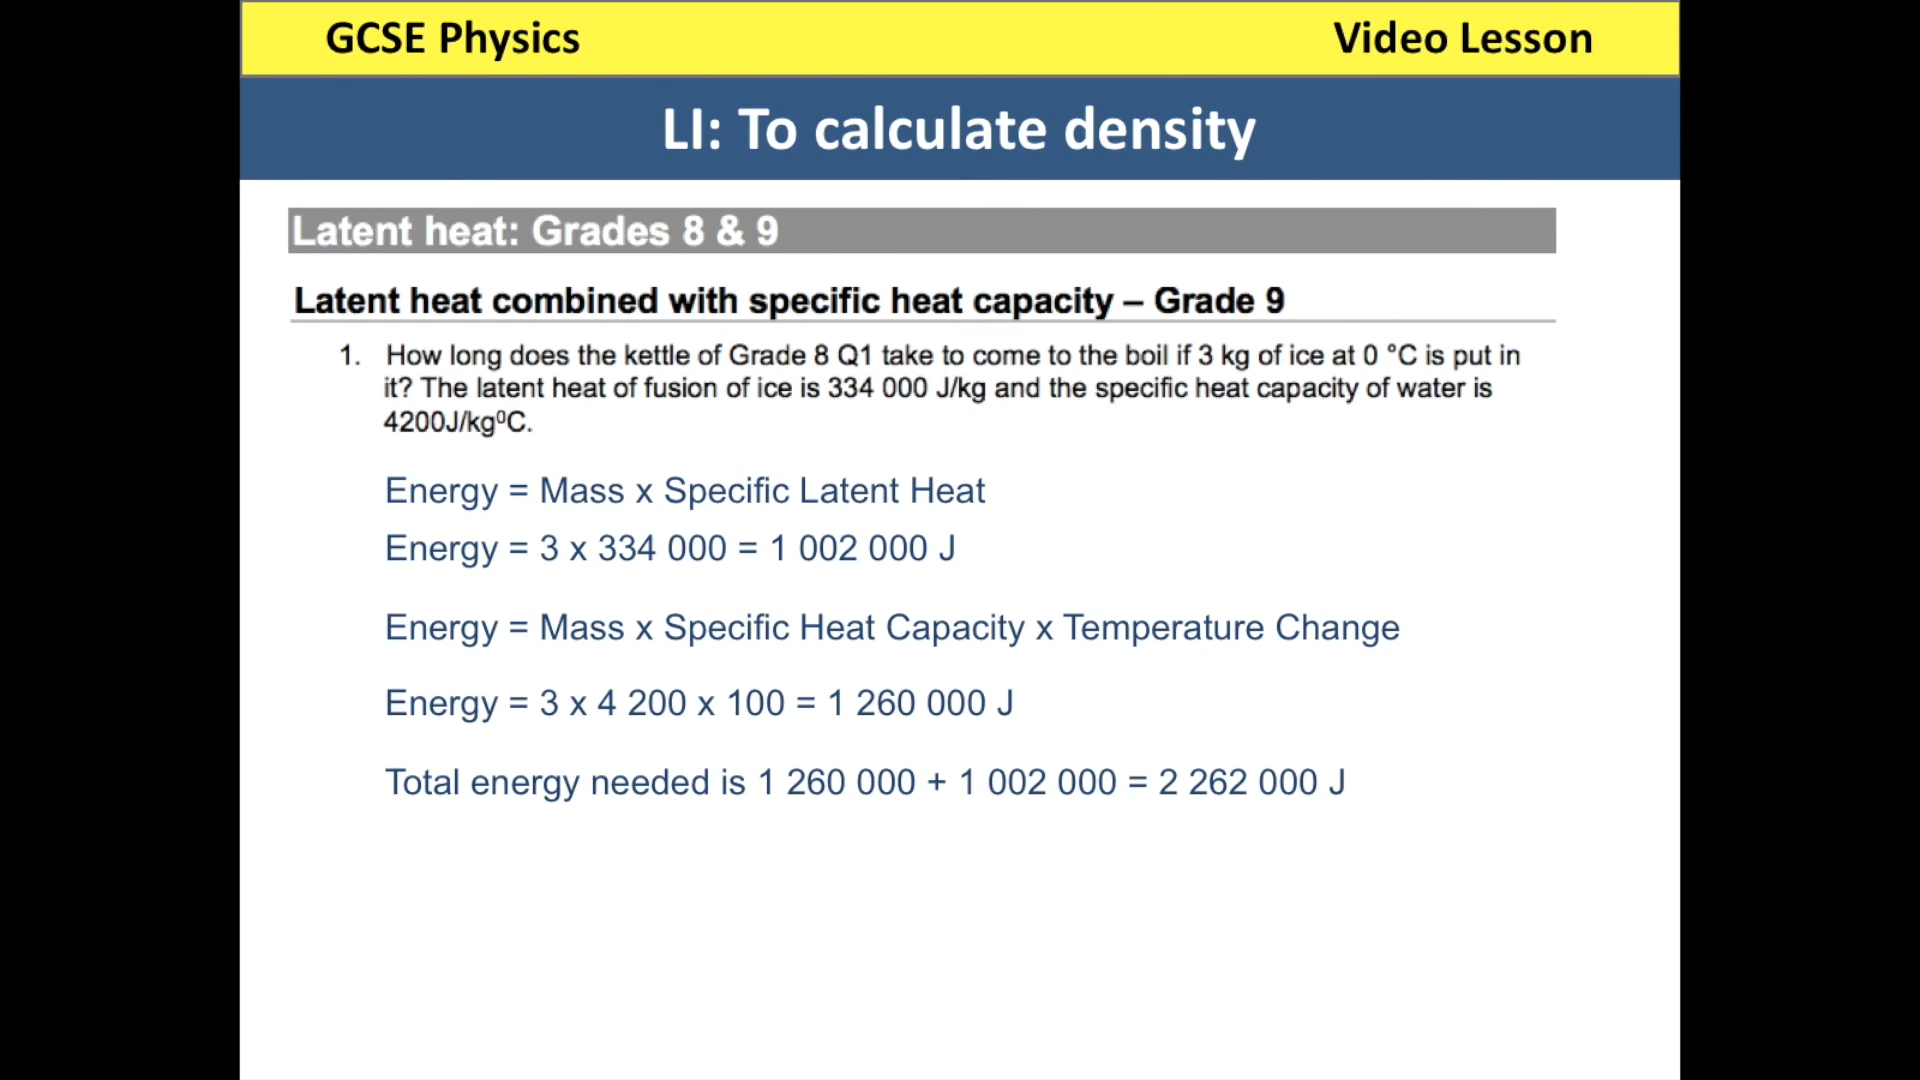 GCSE Physics
Video Lesson
LI: To calculate density
Latent heat: Grades 8 & 9
Latent heat combined with specific heat capacity – Grade 9
1. How long does the kettle of Grade 8 Q1 take to come to the boil if 3 kg of ice at 0 °C is put in
it? The latent heat of fusion of ice is 334 000 J/kg and the specific heat capacity of water is
4200J/kg⁰C.
Energy = Mass x Specific Latent Heat
Energy = 3 x 334 000 = 1 002 000 J
Energy = Mass x Specific Heat Capacity x Temperature Change
Energy = 3 x 4 200 x 100 = 1 260 000 J
Total energy needed is 1 260 000 + 1 002 000 = 2 262 000 J